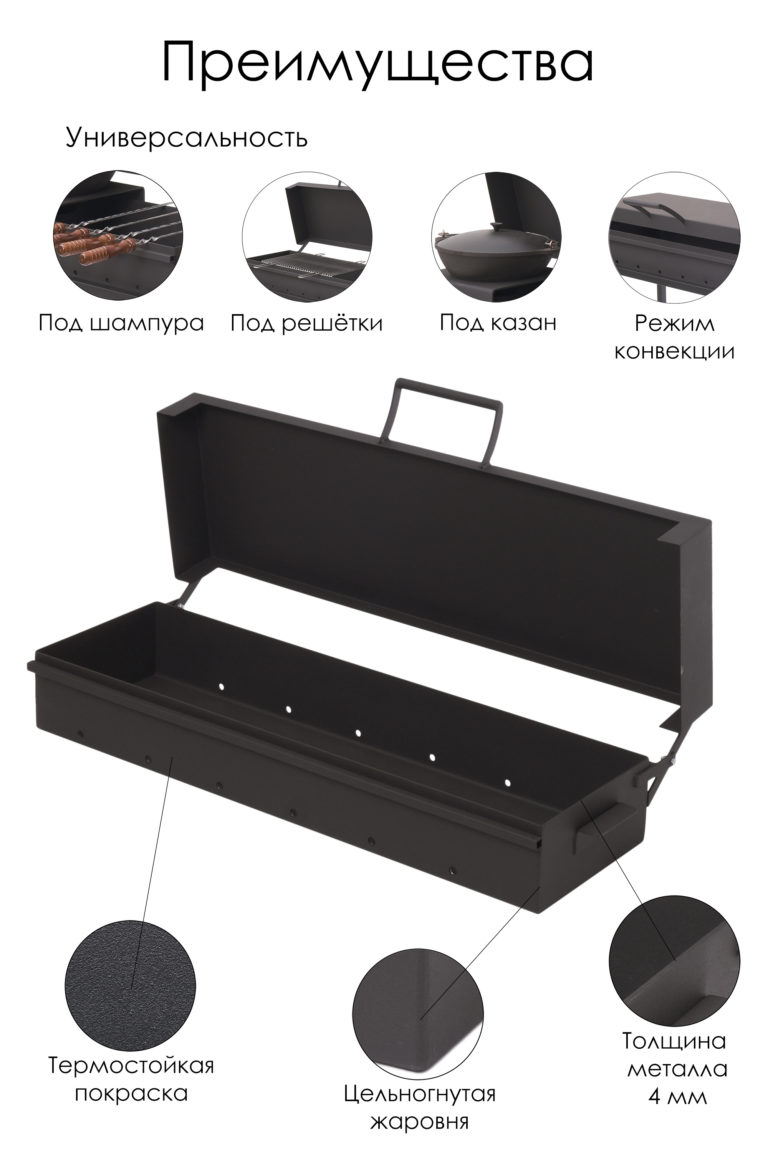 Преимущества
Универсальность
Под шампура
Под решётки
Под казан
Режим
конвекции
Термостойкая
покраска
Цельногнутая
жаровня
Толщина
металла
4 мм